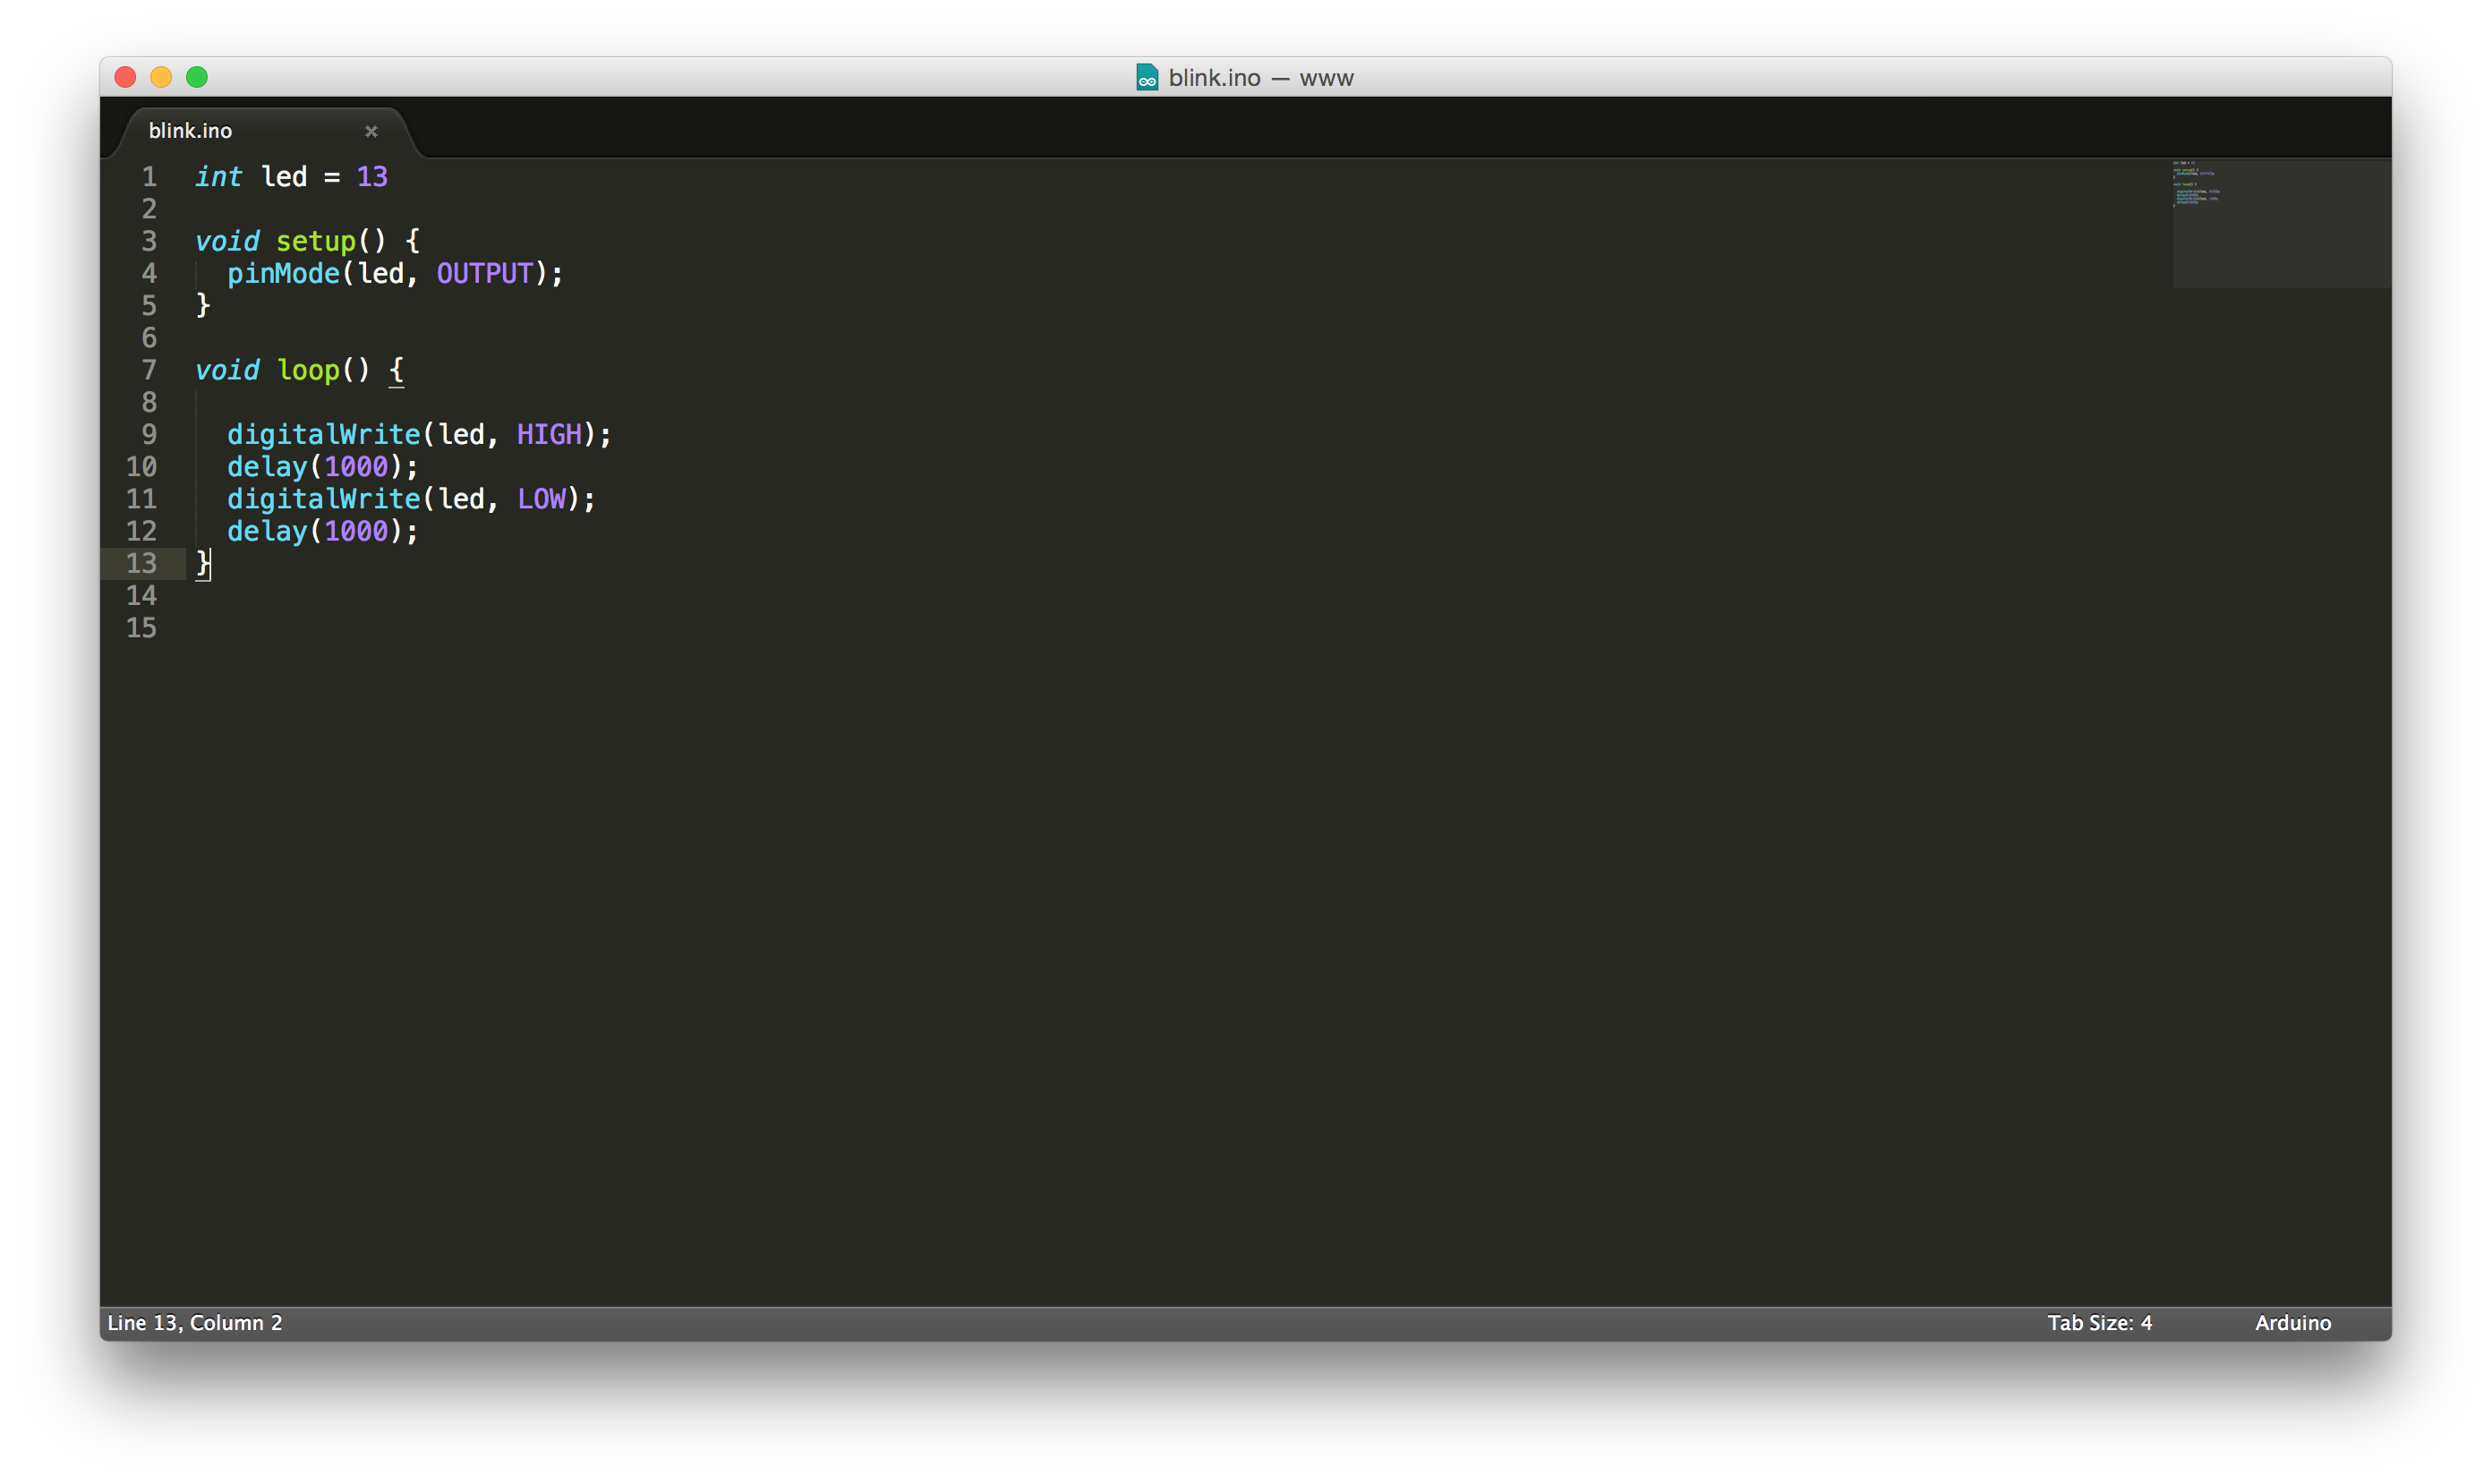 blink.ino — www
blink.ino
1 int led = 13
2
3 void setup() {
4   pinMode(led, OUTPUT);
5 }
6
7 void loop() {
8
9   digitalWrite(led, HIGH);
10   delay(1000);
11   digitalWrite(led, LOW);
12   delay(1000);
13 }
14
15
Line 13, Column 2
Tab Size: 4
Arduino